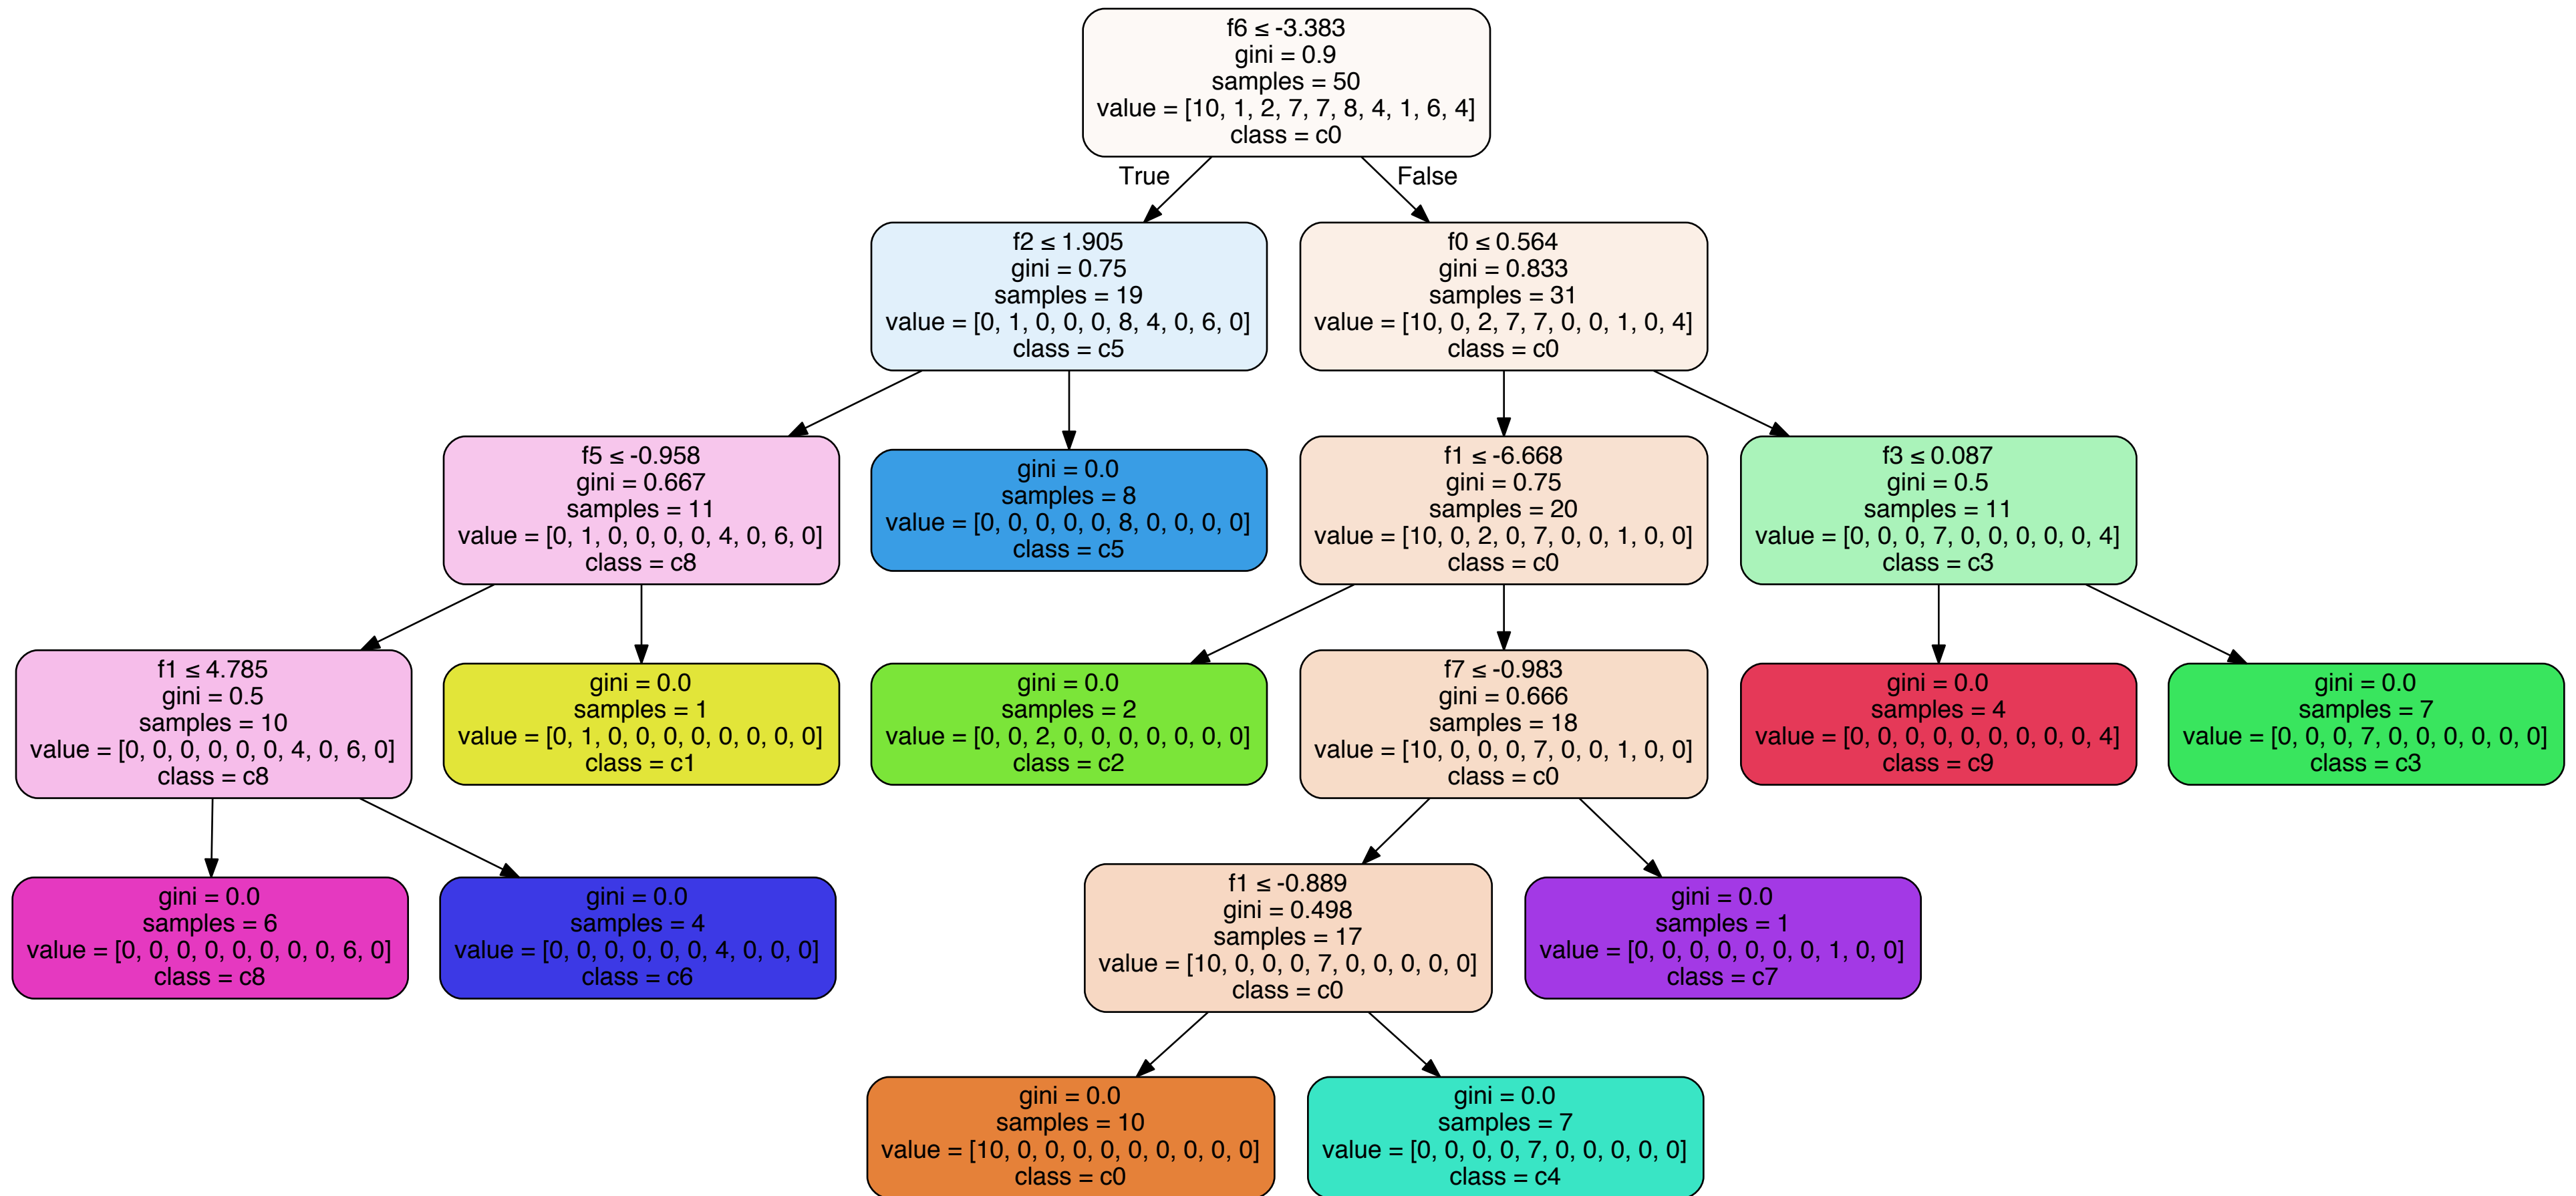 f6 ≤ -3.383
gini = 0.9
samples = 50
value = [10, 1, 2, 7, 7, 8, 4, 1, 6, 4]
class = c0
True
False
f2 ≤ 1.905
gini = 0.75
samples = 19
value = [0, 1, 0, 0, 0, 8, 4, 0, 6, 0]
class = c5
f0 ≤ 0.564
gini = 0.833
samples = 31
value = [10, 0, 2, 7, 7, 0, 0, 1, 0, 4]
class = c0
f5 ≤ -0.958
gini = 0.667
samples = 11
value = [0, 1, 0, 0, 0, 0, 4, 0, 6, 0]
class = c8
gini = 0.0
samples = 8
value = [0, 0, 0, 0, 0, 8, 0, 0, 0, 0]
class = c5
f1 ≤ -6.668
gini = 0.75
samples = 20
value = [10, 0, 2, 0, 7, 0, 0, 1, 0, 0]
class = c0
f3 ≤ 0.087
gini = 0.5
samples = 11
value = [0, 0, 0, 7, 0, 0, 0, 0, 0, 4]
class = c3
f1 ≤ 4.785
gini = 0.5
samples = 10
value = [0, 0, 0, 0, 0, 0, 4, 0, 6, 0]
class = c8
gini = 0.0
samples = 1
value = [0, 1, 0, 0, 0, 0, 0, 0, 0, 0]
class = c1
gini = 0.0
samples = 2
value = [0, 0, 2, 0, 0, 0, 0, 0, 0, 0]
class = c2
f7 ≤ -0.983
gini = 0.666
samples = 18
value = [10, 0, 0, 0, 7, 0, 0, 1, 0, 0]
class = c0
gini = 0.0
samples = 4
value = [0, 0, 0, 0, 0, 0, 0, 0, 0, 4]
class = c9
gini = 0.0
samples = 7
value = [0, 0, 0, 7, 0, 0, 0, 0, 0, 0]
class = c3
gini = 0.0
samples = 6
value = [0, 0, 0, 0, 0, 0, 0, 0, 6, 0]
class = c8
gini = 0.0
samples = 4
value = [0, 0, 0, 0, 0, 0, 4, 0, 0, 0]
class = c6
f1 ≤ -0.889
gini = 0.498
samples = 17
value = [10, 0, 0, 0, 7, 0, 0, 0, 0, 0]
class = c0
gini = 0.0
samples = 1
value = [0, 0, 0, 0, 0, 0, 0, 1, 0, 0]
class = c7
gini = 0.0
samples = 10
value = [10, 0, 0, 0, 0, 0, 0, 0, 0, 0]
class = c0
gini = 0.0
samples = 7
value = [0, 0, 0, 0, 7, 0, 0, 0, 0, 0]
class = c4